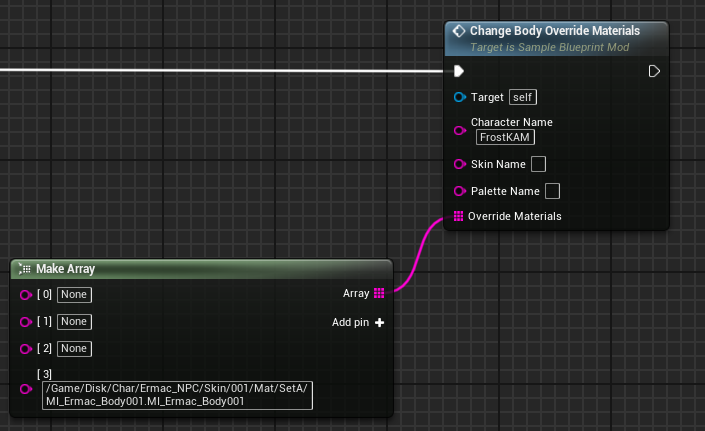 Change Body Override Materials
Target is Sample Blueprint Mod
Target self
Character Name
FrostKAM
Skin Name
Palette Name
Override Materials
Make Array
[ 0] None
Array
[ 1] None
Add pin
[ 2] None
[ 3]
/Game/Disk/Char/Ermac_NPC/Skin/001/Mat/SetA/
MI_Ermac_Body001.MI_Ermac_Body001